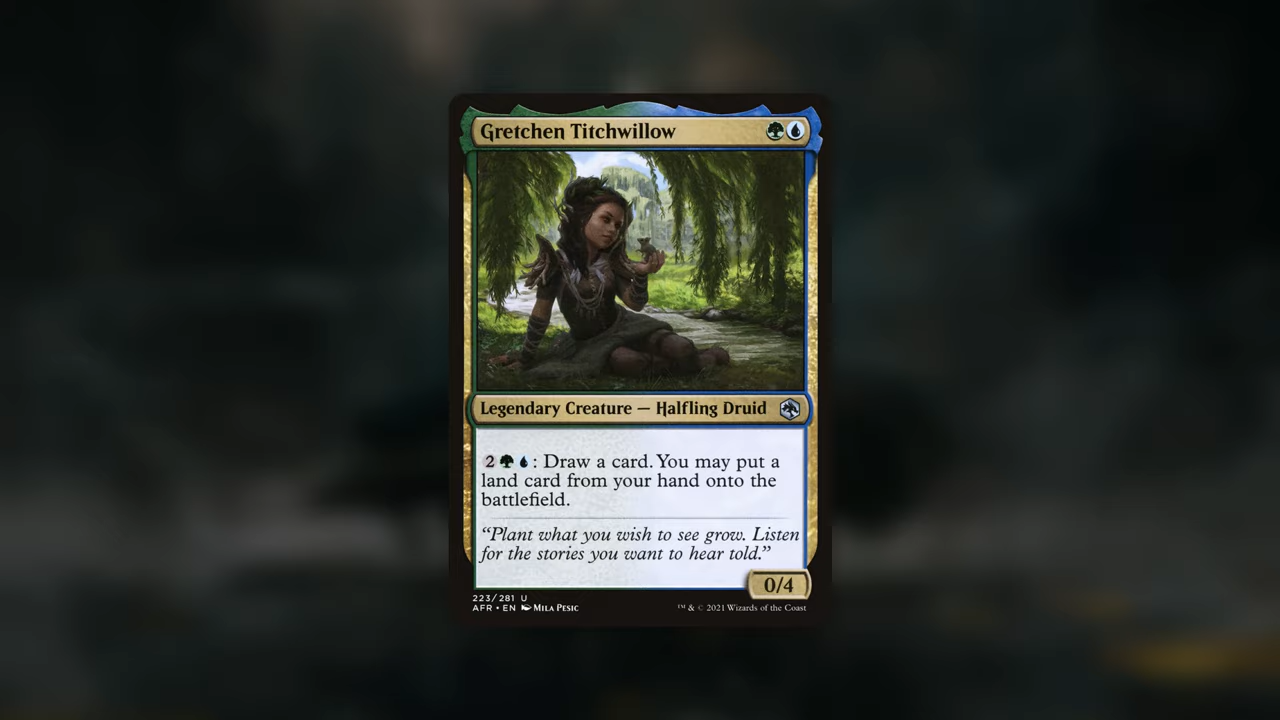 Gretchen Titchwillow
Legendary Creature — Halfling Druid
2 : Draw a card. You may put a
land card from your hand onto the
battlefield.
“Plant what you wish to see grow. Listen
for the stories you want to hear told.”
0/4
223/281 U
AFR • EN Mila Pesic
™ & © 2021 Wizards of the Coast